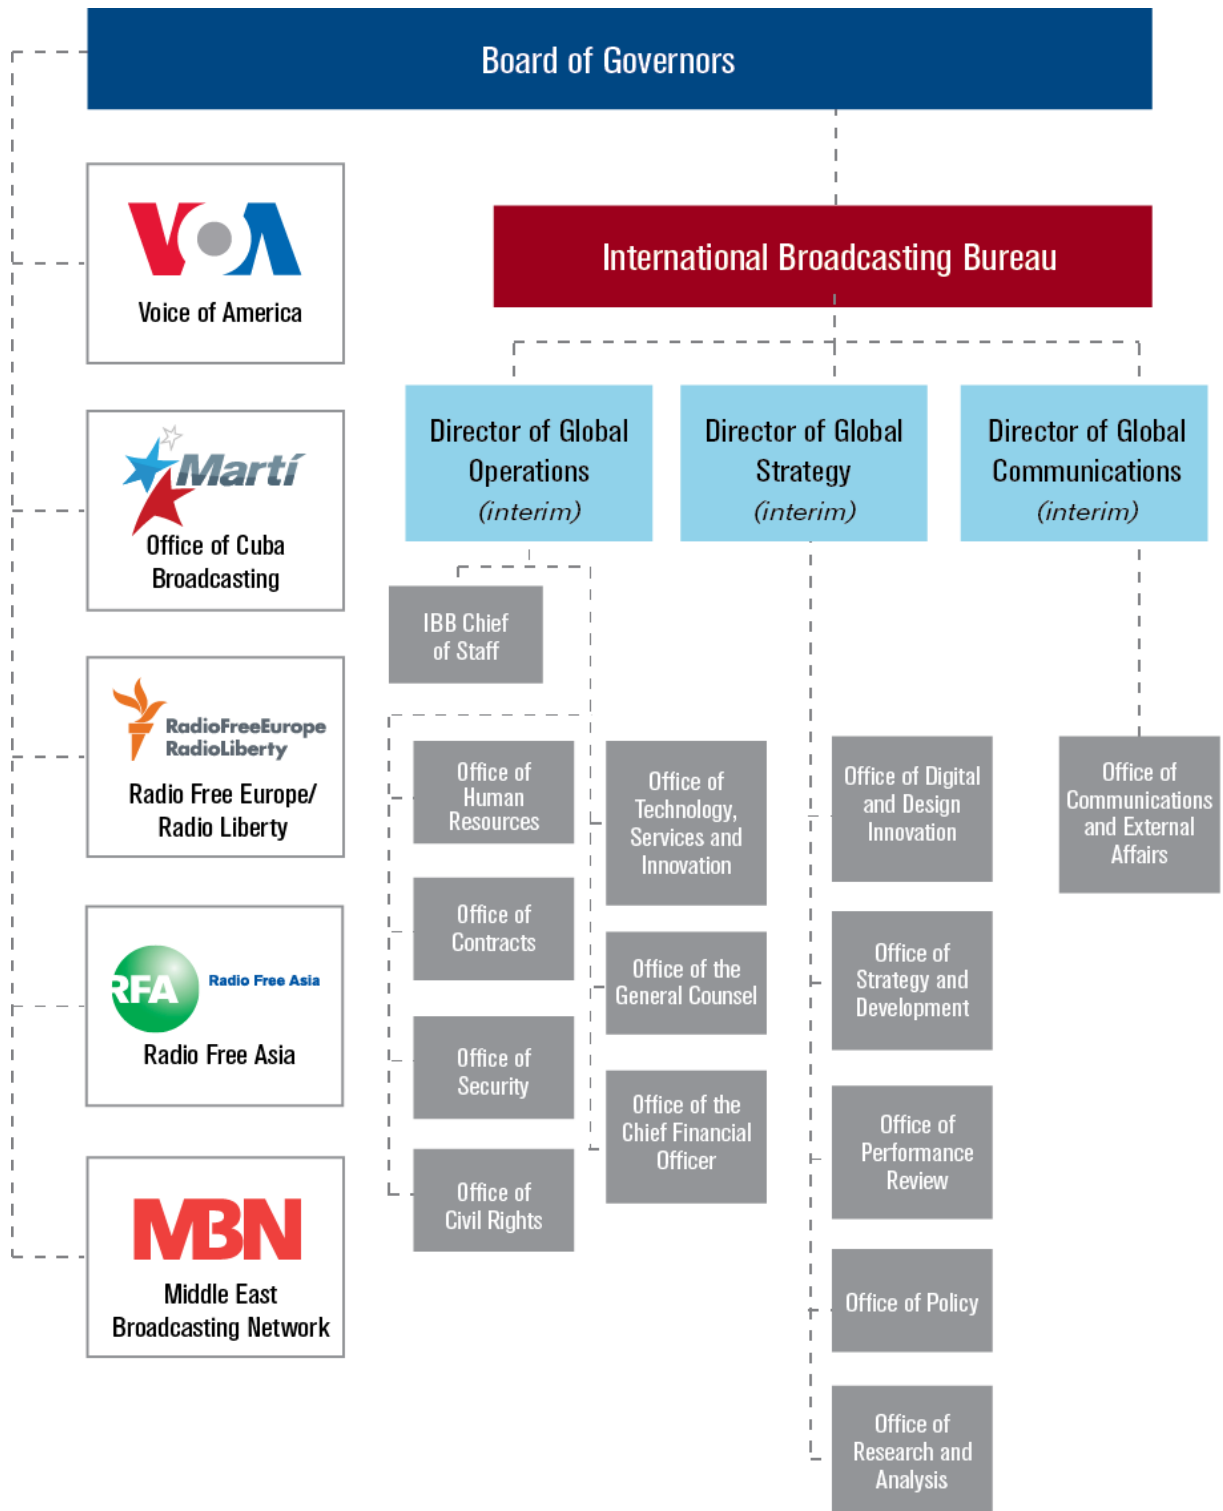 Board of Governors
VOA
Voice of America
Martí
Office of Cuba
Broadcasting
RadioFreeEurope
RadioLiberty
Radio Free Europe/
Radio Liberty
RFA
Radio Free Asia
Radio Free Asia
MBN
Middle East
Broadcasting Network
International Broadcasting Bureau
Director of Global
Operations
(interim)
Director of Global
Strategy
(interim)
Director of Global
Communications
(interim)
IBB Chief
of Staff
Office of
Human
Resources
Office of
Contracts
Office of
Security
Office of
Civil Rights
Office of
Technology,
Services and
Innovation
Office of the
General Counsel
Office of the
Chief Financial
Officer
Office of Digital
and Design
Innovation
Office of
Strategy and
Development
Office of
Performance
Review
Office of Policy
Office of
Research and
Analysis
Office of
Communications
and External
Affairs